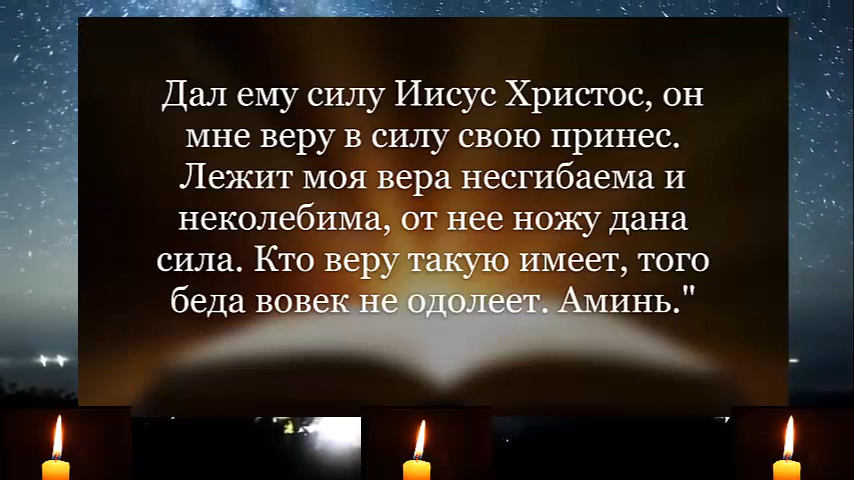 Дал ему силу Иисус Христос, он
мне веру в силу свою принес.
Лежит моя вера несгибаема и
неколебима, от нее ножу дана
сила. Кто веру такую имеет, того
беда вовек не одолеет. Аминь."